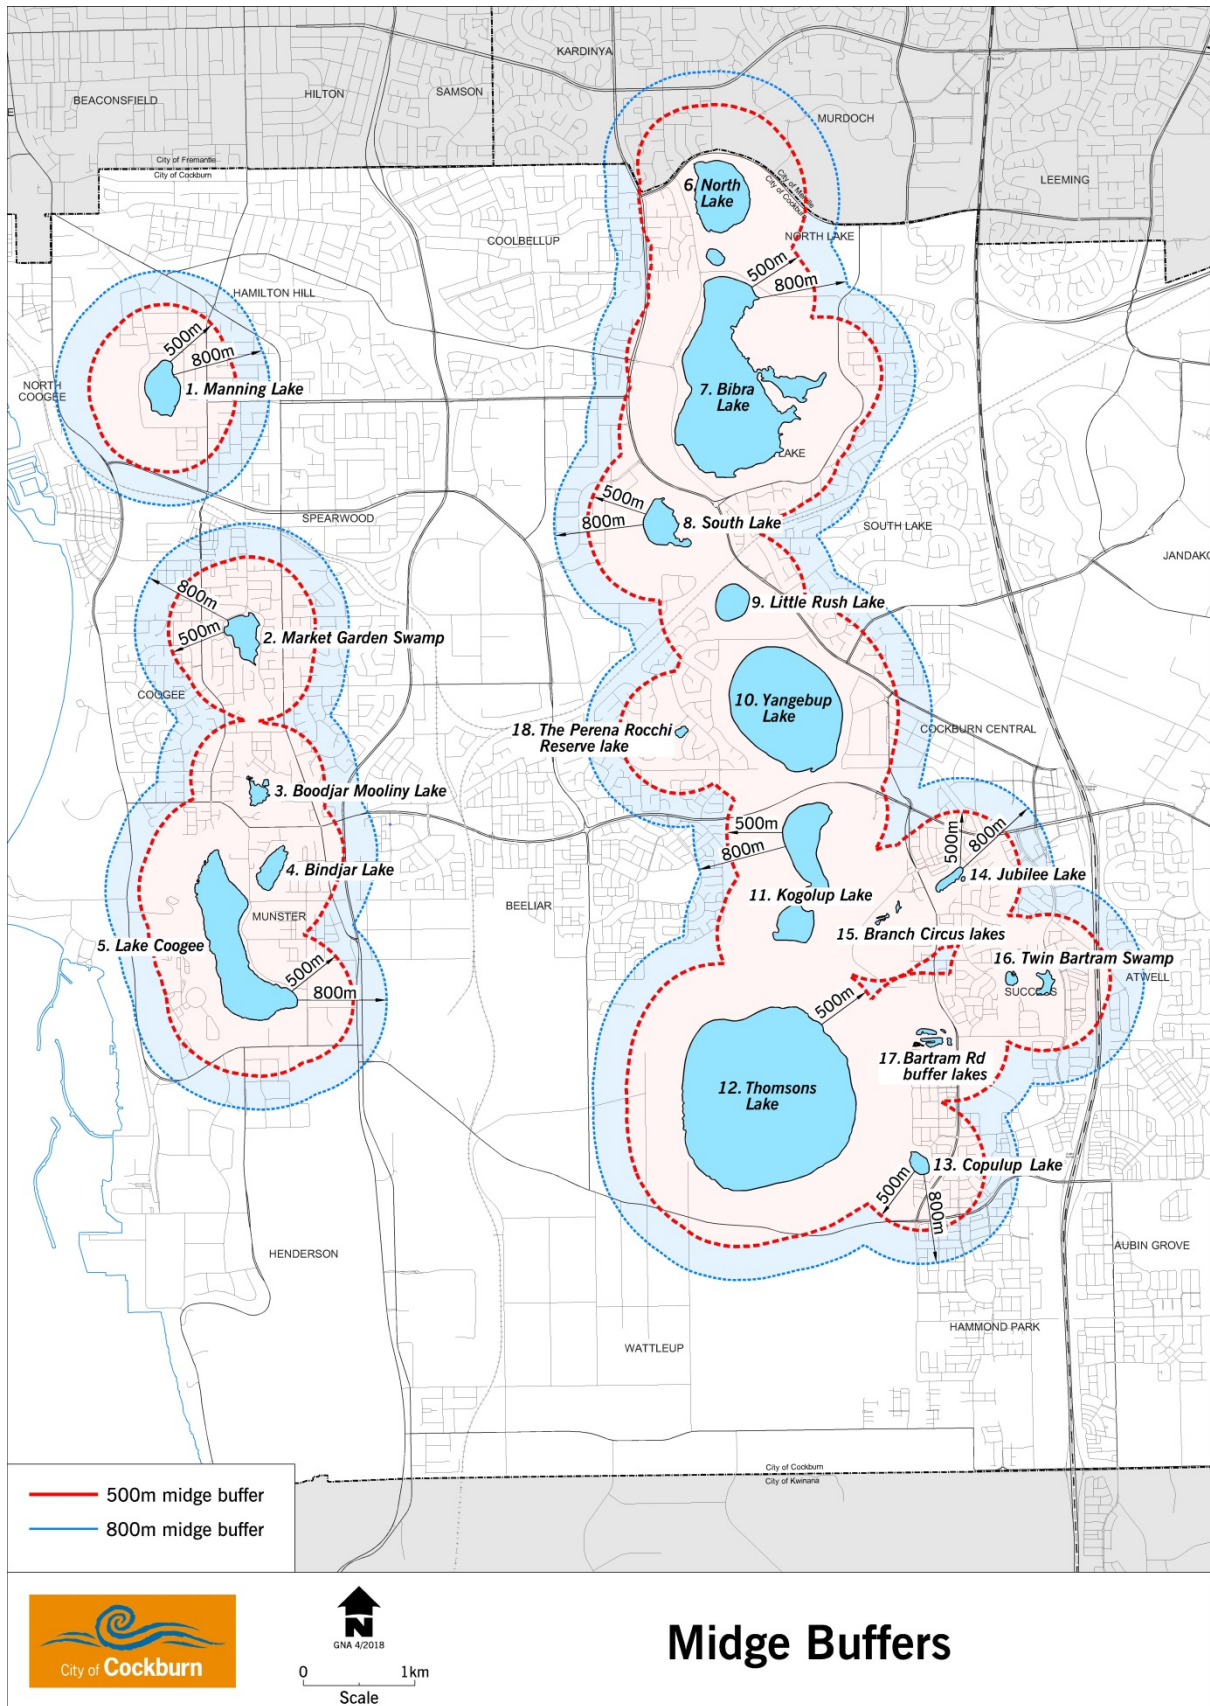 KARDINYA
BEACONSFIELD
HILTON
SAMSON
MURDOCH
LEEMING
City of Fremantle
City of Cockburn
City of Melville
City of Cockburn
6. North
Lake
COOLBELLUP
NORTH LAKE
500m
800m
HAMILTON HILL
500m
800m
NORTH
COOGEE
1. Manning Lake
7. Bibra
Lake
LAKE
500m
800m
8. South Lake
SPEARWOOD
SOUTH LAKE
JANDAKO
800m
500m
2. Market Garden Swamp
9. Little Rush Lake
COOGEE
10. Yangebup
Lake
18. The Perena Rocchi
Reserve lake
COCKBURN CENTRAL
3. Boodjar Mooliny Lake
500m
800m
500m
800m
4. Bindjar Lake
14. Jubilee Lake
11. Kogolup Lake
BEELIAR
MUNSTER
15. Branch Circus lakes
5. Lake Coogee
16. Twin Bartram Swamp
ATWELL
SUCCESS
500m
800m
500m
17. Bartram Rd
buffer lakes
12. Thomsons
Lake
13. Copulup Lake
500m
800m
HENDERSON
AUBIN GROVE
HAMMOND PARK
WATTLEUP
City of Cockburn
City of Kwinana
500m midge buffer
800m midge buffer
City of Cockburn
N
GNA 4/2018
0 1km
Scale
Midge Buffers